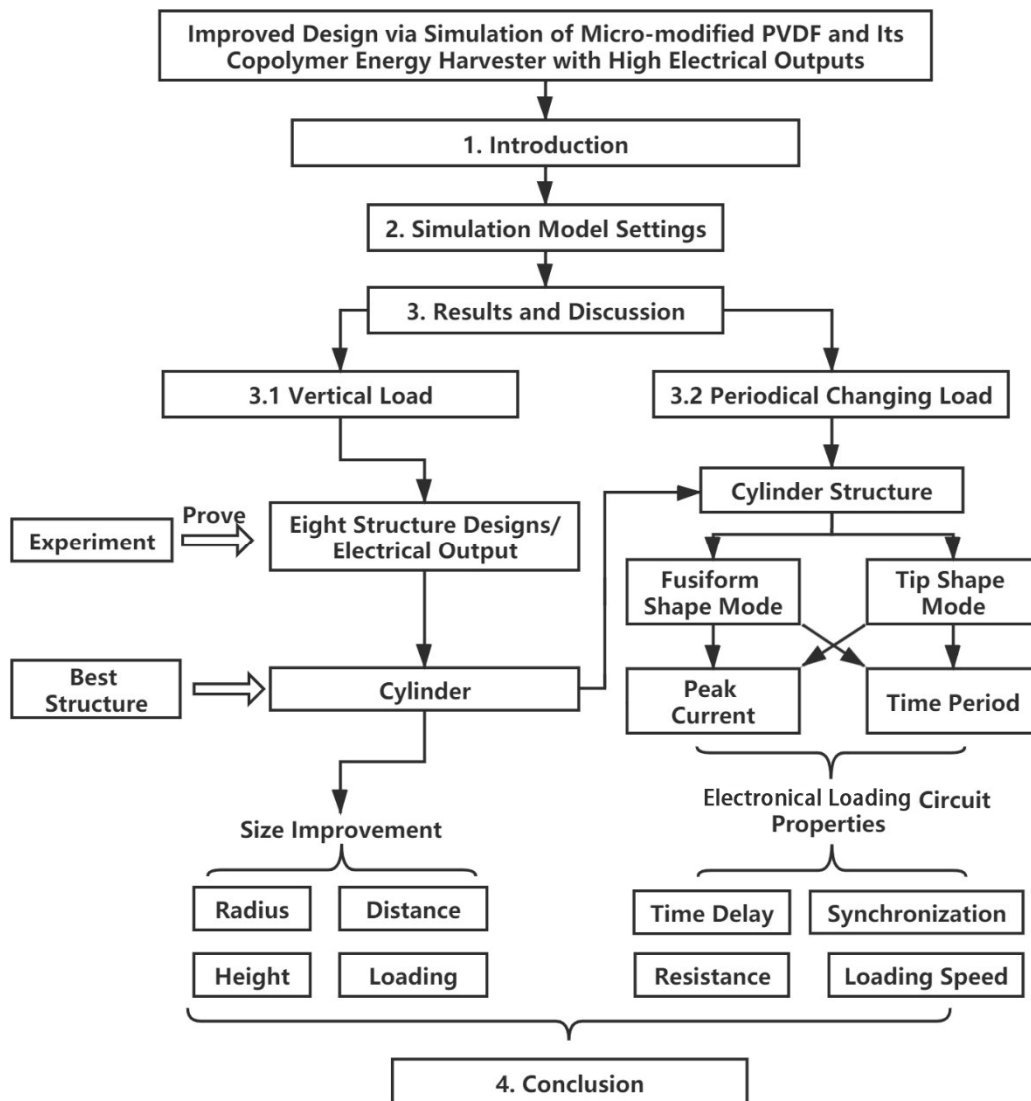 Improved Design via Simulation of Micro-modified PVDF and Its
Copolymer Energy Harvester with High Electrical Outputs
1. Introduction
2. Simulation Model Settings
3. Results and Discussion
3.1 Vertical Load
3.2 Periodical Changing Load
Experiment
Prove
Eight Structure Designs/
Electrical Output
Cylinder Structure
Fusiform
Shape Mode
Tip Shape
Mode
Best
Structure
Cylinder
Peak
Current
Time Period
Size Improvement
Electronical Loading Circuit
Properties
Radius
Distance
Height
Loading
Time Delay
Synchronization
Resistance
Loading Speed
4. Conclusion